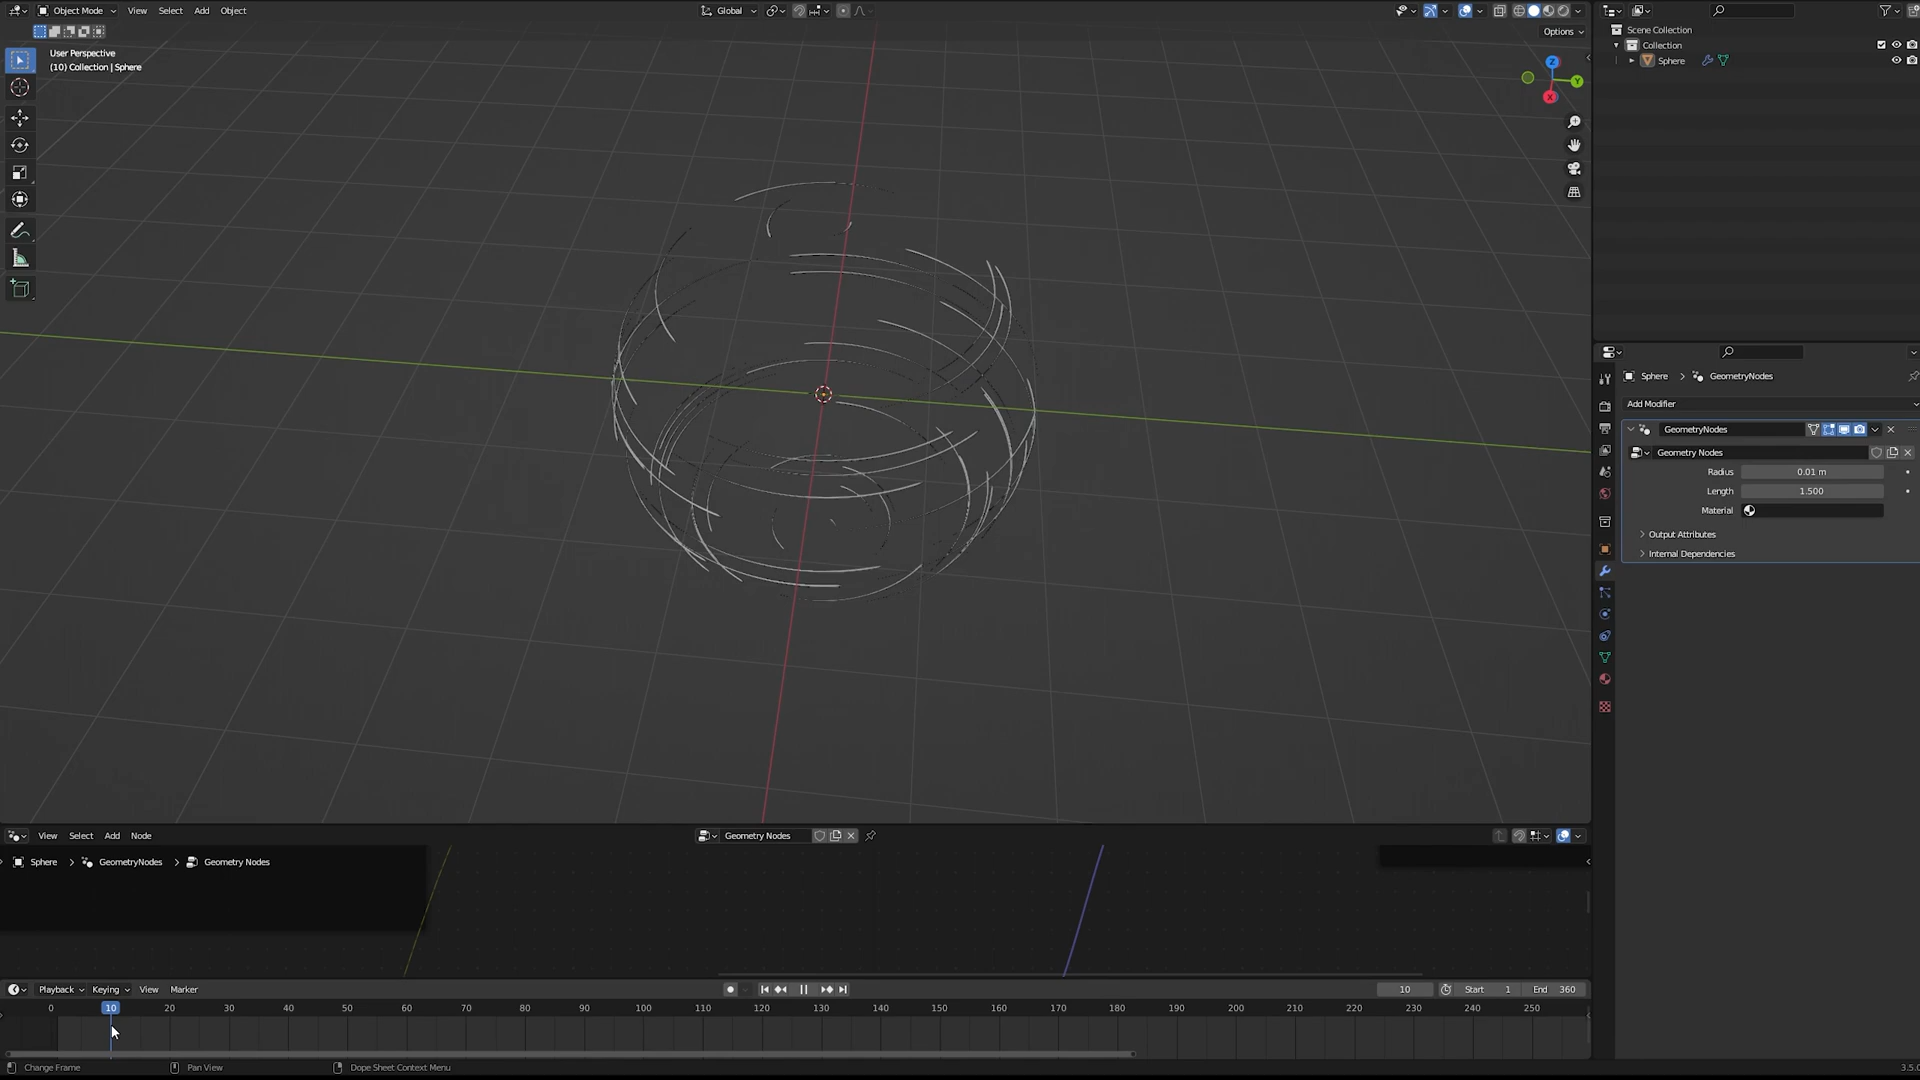 Object Mode View Select Add Object Global
Options
User Perspective
(10) Collection | Sphere
Z
Y
X
Scene Collection
Collection
Sphere
Sphere > GeometryNodes
Add Modifier
GeometryNodes
Geometry Nodes
Radius 0.01 m
Length 1.500
Material
Output Attributes
Internal Dependencies
View Select Add Node Geometry Nodes
Sphere > GeometryNodes > Geometry Nodes
Playback Keying View Marker 10 Start 1 End 360
0 10 20 30 40 50 60 70 80 90 100 110 120 130 140 150 160 170 180 190 200 210 220 230 240 250
Change Frame Pan View Dope Sheet Context Menu 3.5.0